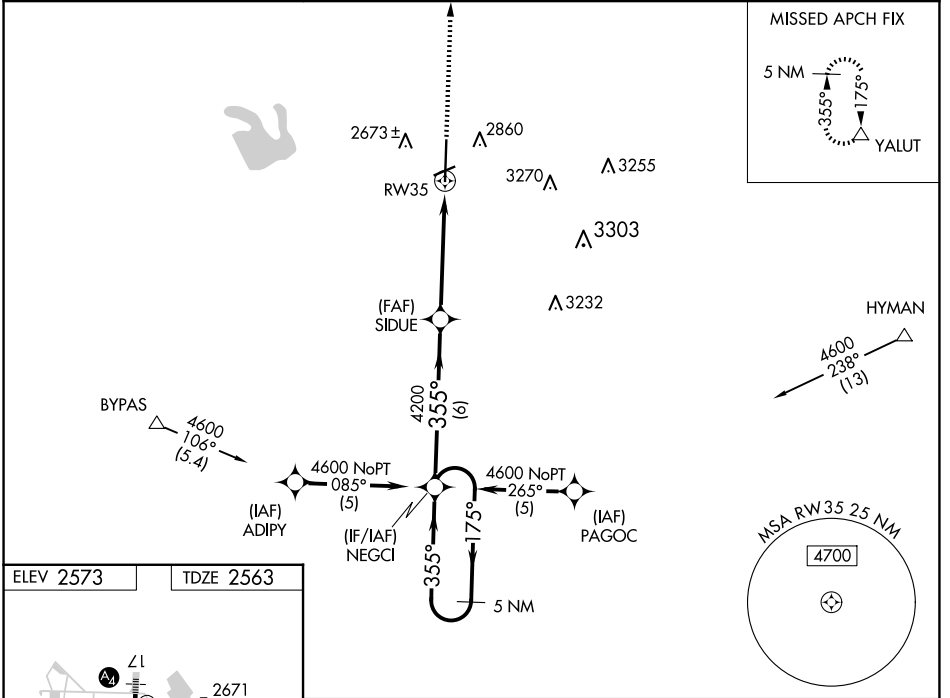 MISSED APCH FIX
5 NM
355°
175°
YALUT
2673 ±
2860
RW35
3270
3255
3303
(FAF)
SIDUE
3232
HYMAN
4600
238°
(13)
BYPAS
4600
106°
(5.4)
4200
355°
(6)
4600 NoPT
085°
(5)
4600 NoPT
265°
(5)
(IAF)
ADIPY
(IF/IAF)
NEGCI
(IAF)
PAGOC
355°
175°
5 NM
MSA RW35 25 NM
4700
ELEV 2573
TDZE 2563
A4
17
2671